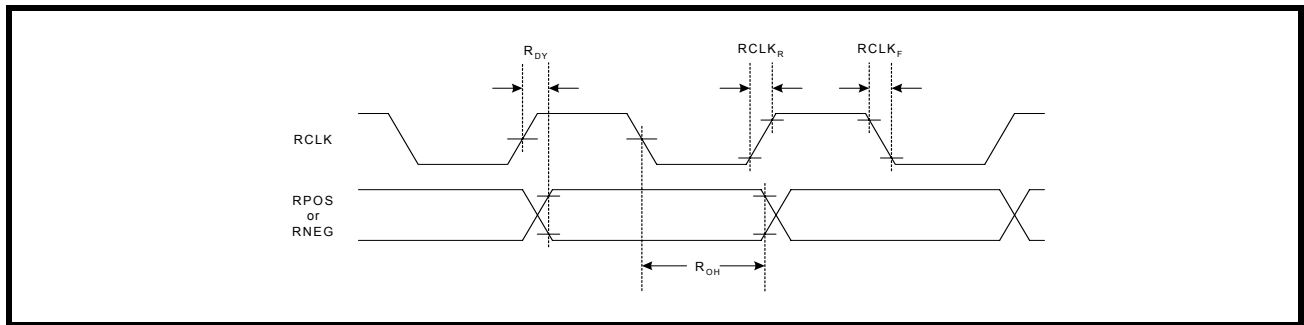 R_DY
RCLK_R
RCLK_F
RCLK
RPOS
or
RNEG
R_OH